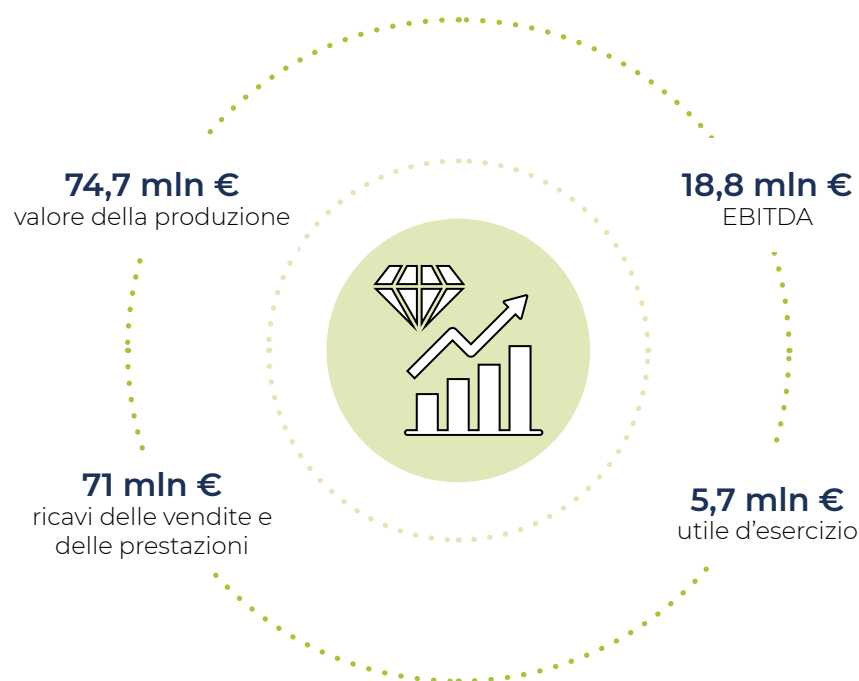 74,7 mln €
valore della produzione
18,8 mln €
EBITDA
71 mln €
ricavi delle vendite e
delle prestazioni
5,7 mln €
utile d’esercizio